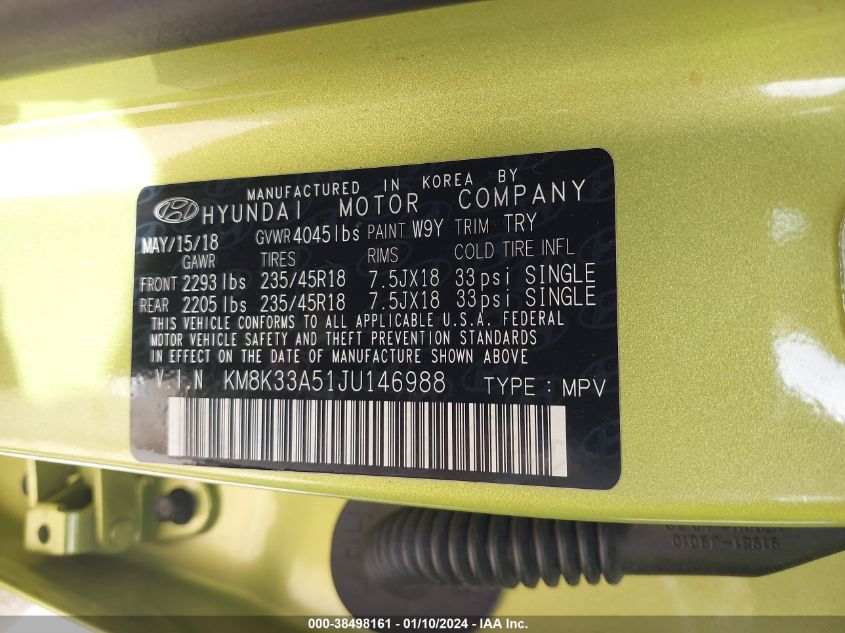 MANUFACTURED IN KOREA BY
HYUNDAI MOTOR COMPANY
MAY/15/18 GVWR 4045lbs PAINT W9Y TRIM TRY
GAWR TIRES RIMS COLD TIRE INFL
FRONT 2293lbs 235/45R18 7.5JX18 33psi SINGLE
REAR 2205lbs 235/45R18 7.5JX18 33psi SINGLE
THIS VEHICLE CONFORMS TO ALL APPLICABLE U.S.A. FEDERAL
MOTOR VEHICLE SAFETY AND THEFT PREVENTION STANDARDS
IN EFFECT ON THE DATE OF MANUFACTURE SHOWN ABOVE
V.I.N KM8K33A51JU146988 TYPE : MPV
000-38498161 - 01/10/2024 - IAA Inc.